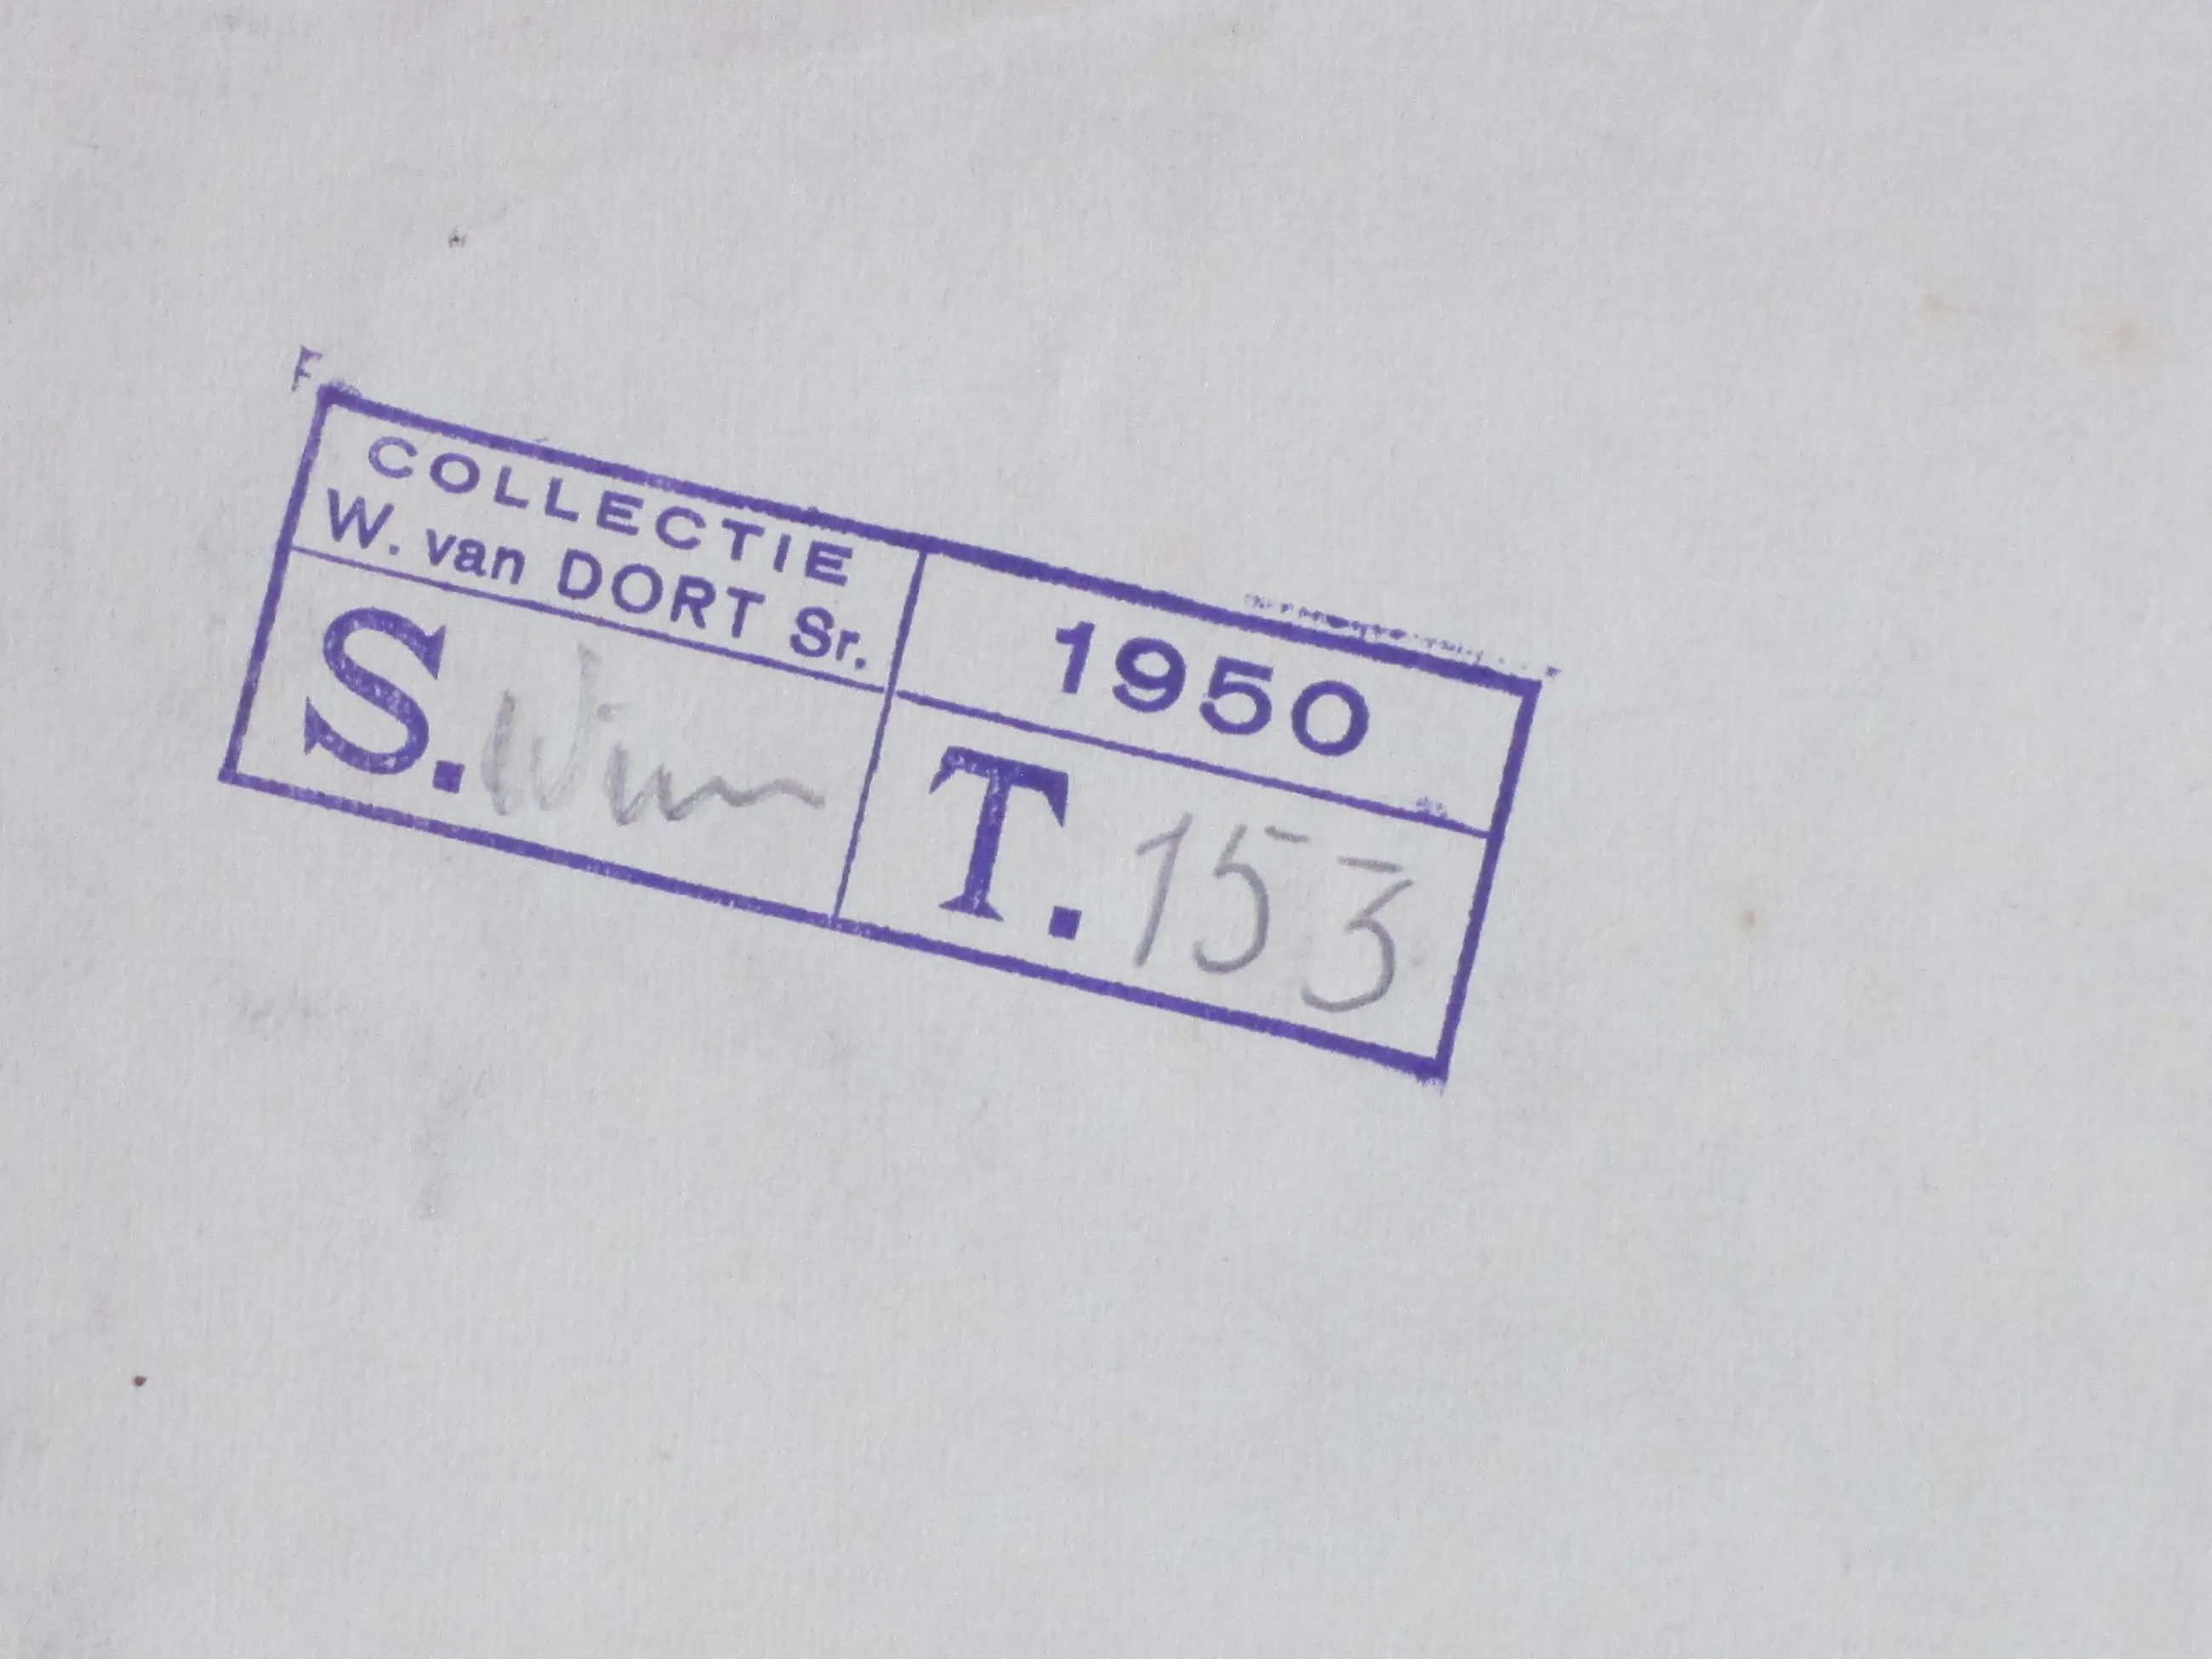 COLLECTIE
W. van DORT Sr.
1950
S. Wim
T. 153